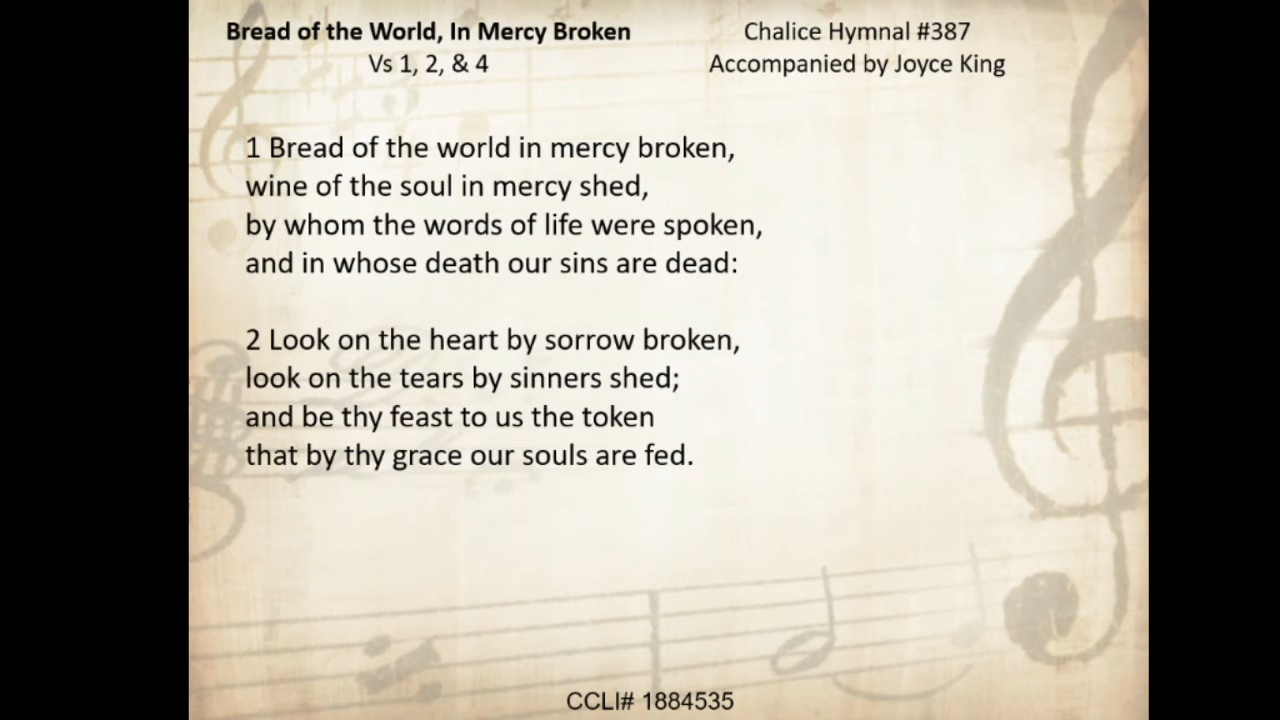 Bread of the World, In Mercy Broken
Vs 1, 2, & 4
Chalice Hymnal #387
Accompanied by Joyce King
1 Bread of the world in mercy broken,
wine of the soul in mercy shed,
by whom the words of life were spoken,
and in whose death our sins are dead:
2 Look on the heart by sorrow broken,
look on the tears by sinners shed;
and be thy feast to us the token
that by thy grace our souls are fed.
CCLI# 1884535